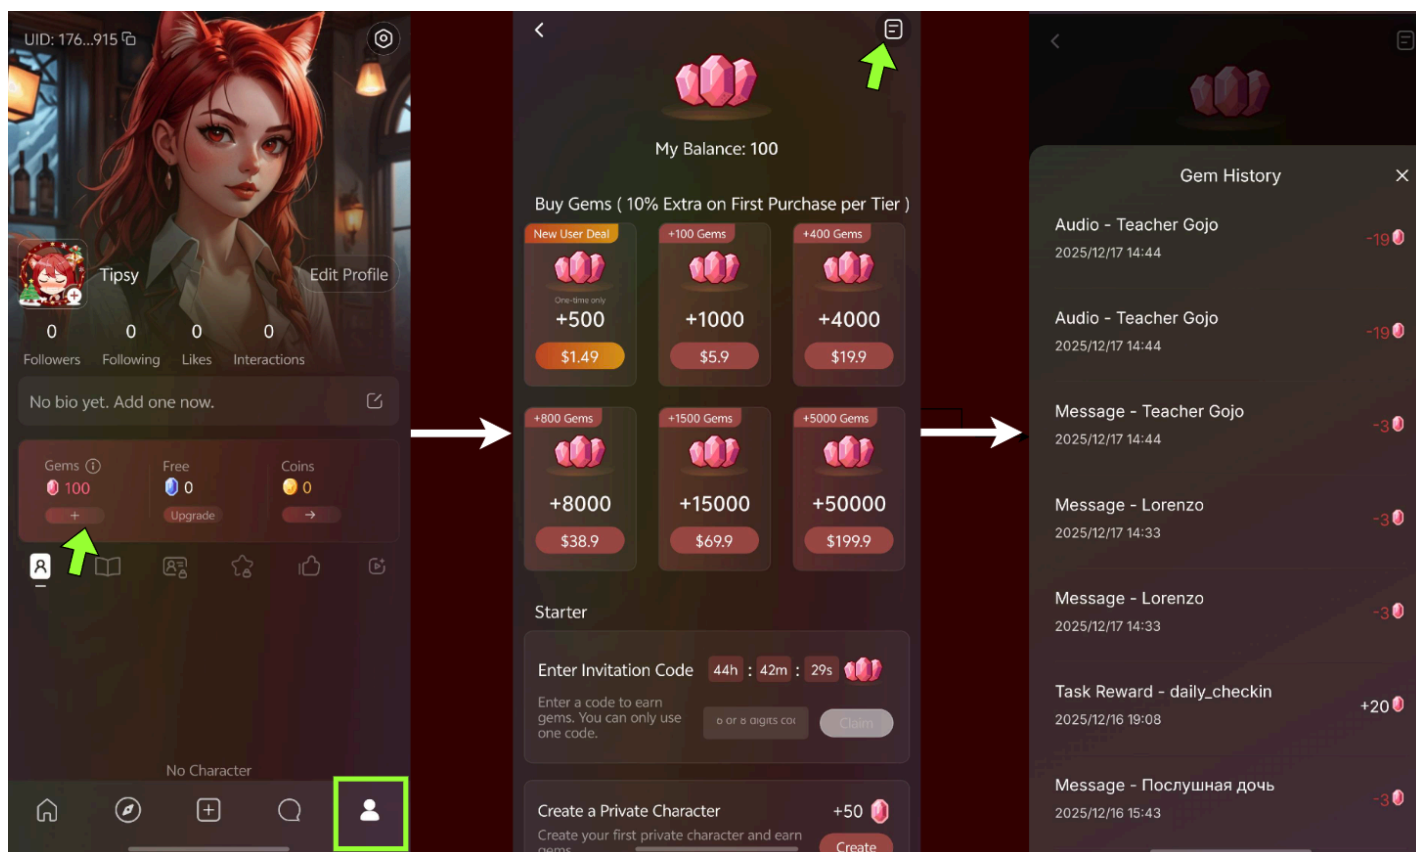 UID: 176...915
Tipsy
Edit Profile
0 0 0 0
Followers Following Likes Interactions
No bio yet. Add one now.
Gems Free Coins
100 0 0
+ Upgrade →
No Character
My Balance: 100
Buy Gems ( 10% Extra on First Purchase per Tier )
New User Deal +100 Gems +400 Gems
One-time only
+500 +1000 +4000
$1.49 $5.9 $19.9
+800 Gems +1500 Gems +5000 Gems
+8000 +15000 +50000
$38.9 $69.9 $199.9
Starter
Enter Invitation Code 44h : 42m : 29s
Enter a code to earn
gems. You can only use
one code.
digits
Claim
Create a Private Character +50
Create your first private character and earn
gems
Create
Gem History
Audio - Teacher Gojo -19
2025/12/17 14:44
Audio - Teacher Gojo -19
2025/12/17 14:44
Message - Teacher Gojo -3
2025/12/17 14:44
Message - Lorenzo -3
2025/12/17 14:33
Message - Lorenzo -3
2025/12/17 14:33
Task Reward - daily_checkin +20
2025/12/16 19:08
Message - Послушная дочь -3
2025/12/16 15:43